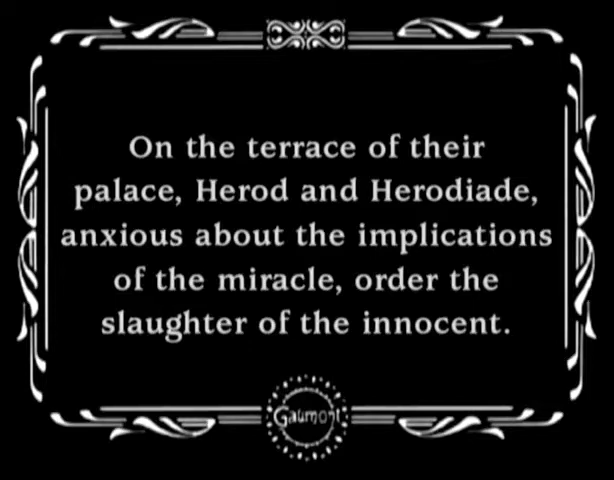 On the terrace of their
palace, Herod and Herodiade,
anxious about the implications
of the miracle, order the
slaughter of the innocent.
Gaumont